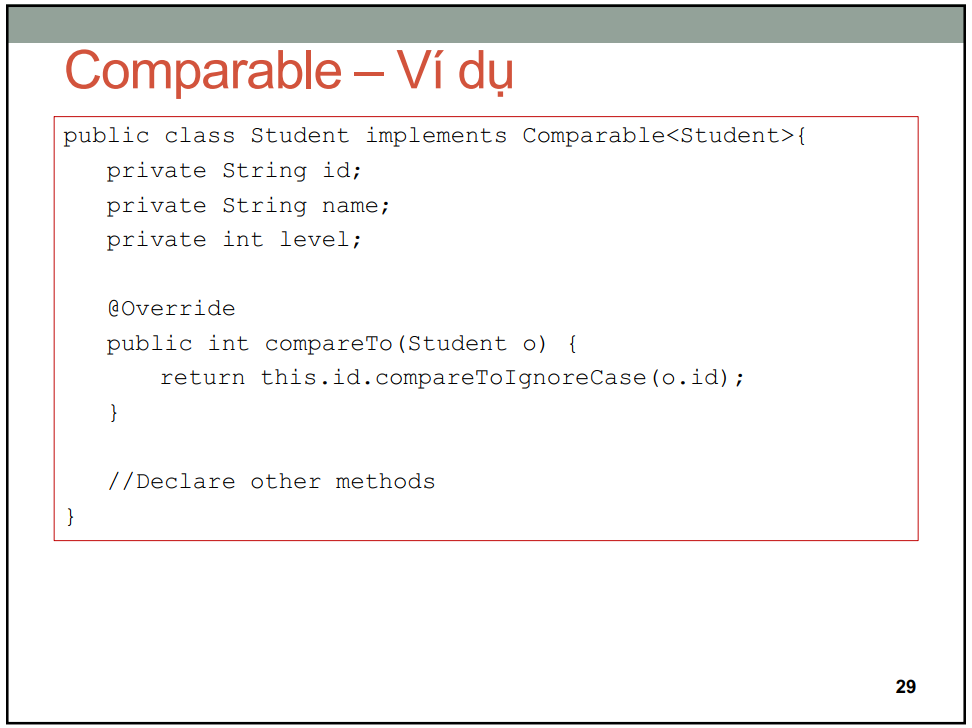 Comparable – Ví dụ
public class Student implements Comparable<Student>{
private String id;
private String name;
private int level;
@Override
public int compareTo(Student o) {
return this.id.compareToIgnoreCase(o.id);
}
//Declare other methods
}
29